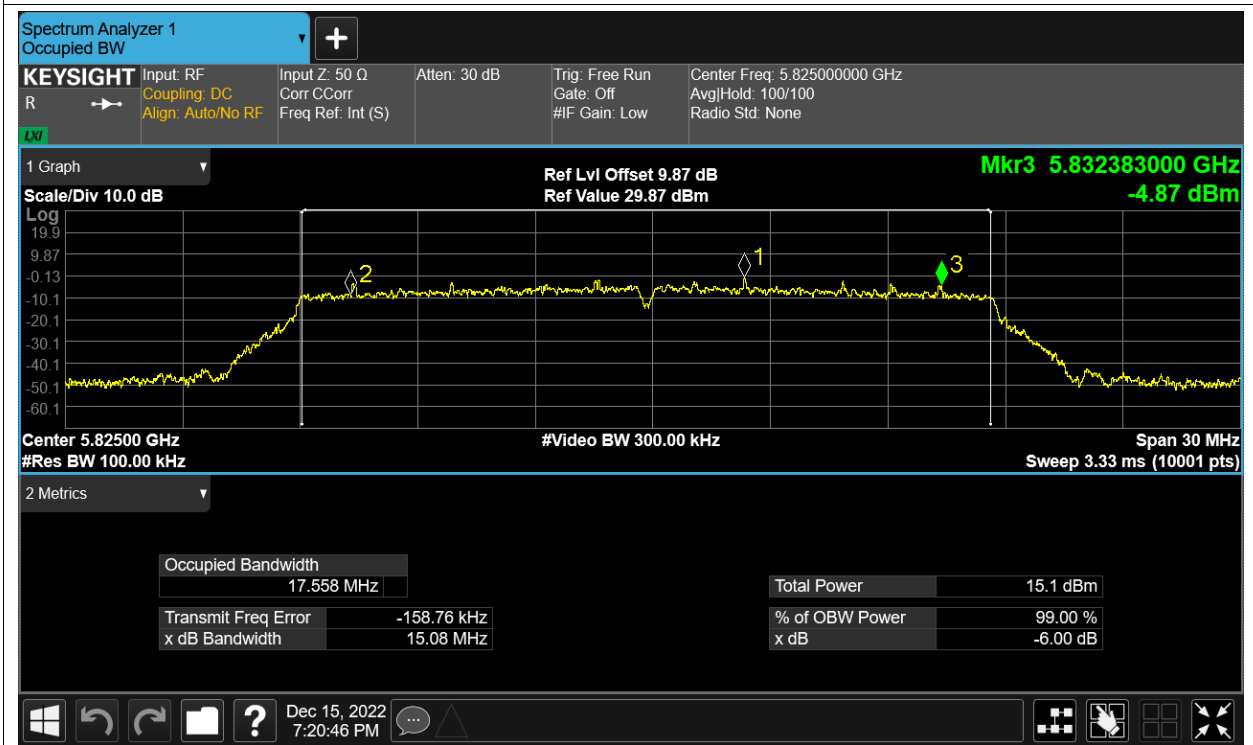 Spectrum Analyzer 1
Occupied BW
KEYSIGHT
R
LXI
Input: RF
Coupling: DC
Align: Auto/No RF
Input Z: 50 Ω
Corr CCorr
Freq Ref: Int (S)
Atten: 30 dB
Trig: Free Run
Gate: Off
#IF Gain: Low
Center Freq: 5.825000000 GHz
Avg|Hold: 100/100
Radio Std: None
1 Graph
Scale/Div 10.0 dB
Ref Lvl Offset 9.87 dB
Ref Value 29.87 dBm
Mkr3 5.832383000 GHz
-4.87 dBm
Log
19.9
9.87
-0.13
-10.1
-20.1
-30.1
-40.1
-50.1
-60.1
2
1
3
Center 5.82500 GHz
#Res BW 100.00 kHz
#Video BW 300.00 kHz
Span 30 MHz
Sweep 3.33 ms (10001 pts)
2 Metrics
Occupied Bandwidth
17.558 MHz
Transmit Freq Error -158.76 kHz
x dB Bandwidth 15.08 MHz
Total Power 15.1 dBm
% of OBW Power 99.00 %
x dB -6.00 dB
?
Dec 15, 2022
7:20:46 PM